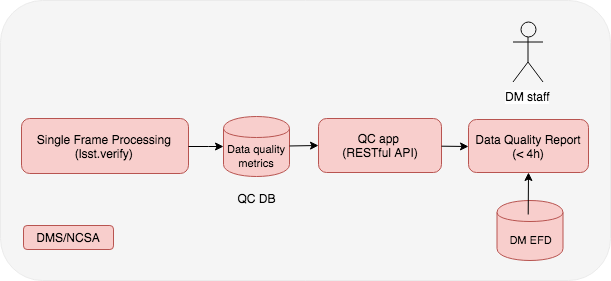 DM staff
Single Frame Processing
(lsst.verify)
Data quality
metrics
QC app
(RESTful API)
Data Quality Report
(< 4h)
QC DB
DMS/NCSA
DM EFD